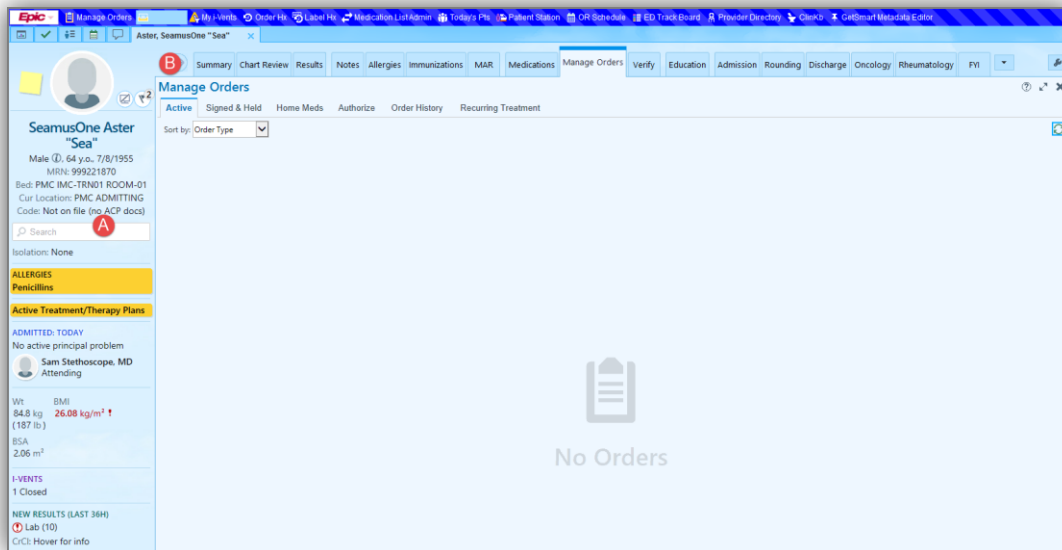 Epic Manage Orders My i-Vents Order Hx Label Hx Medication List Admin Today's Pts Patient Station OR Schedule ED Track Board Provider Directory ClinKb GetSmart Metadata Editor
Aster, SeamusOne "Sea" ×
B Summary Chart Review Results Notes Allergies Immunizations MAR Medications Manage Orders Verify Education Admission Rounding Discharge Oncology Rheumatology FYI
Manage Orders
Active Signed & Held Home Meds Authorize Order History Recurring Treatment
Sort by: Order Type
No Orders
2
SeamusOne Aster
"Sea"
Male, 64 y.o., 7/8/1955
MRN: 999221870
Bed: PMC IMC-TRN01 ROOM-01
Cur Location: PMC ADMITTING
Code: Not on file (no ACP docs)
Search A
Isolation: None
ALLERGIES
Penicillins
Active Treatment/Therapy Plans
ADMITTED: TODAY
No active principal problem
Sam Stethoscope, MD
Attending
Wt BMI
84.8 kg 26.08 kg/m² !
(187 lb)
BSA
2.06 m²
I-VENTS
1 Closed
NEW RESULTS (LAST 36H)
Lab (10)
CrCl: Hover for info